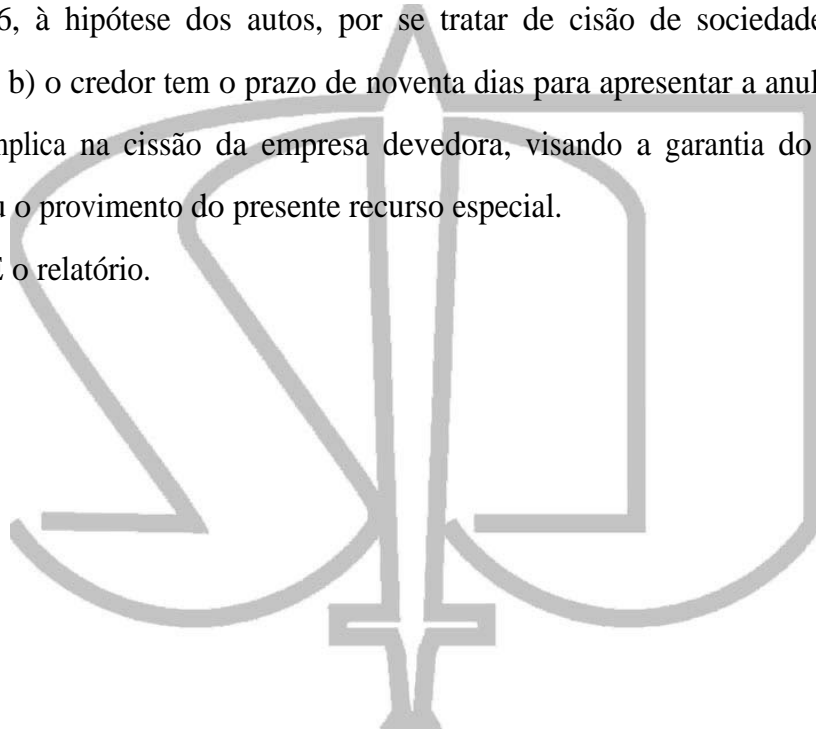 6, à hipótese dos autos, por se tratar de cisão de sociedade
b) o credor tem o prazo de noventa dias para apresentar a anul
nplica na cissão da empresa devedora, visando a garantia do
u o provimento do presente recurso especial.
É o relatório.